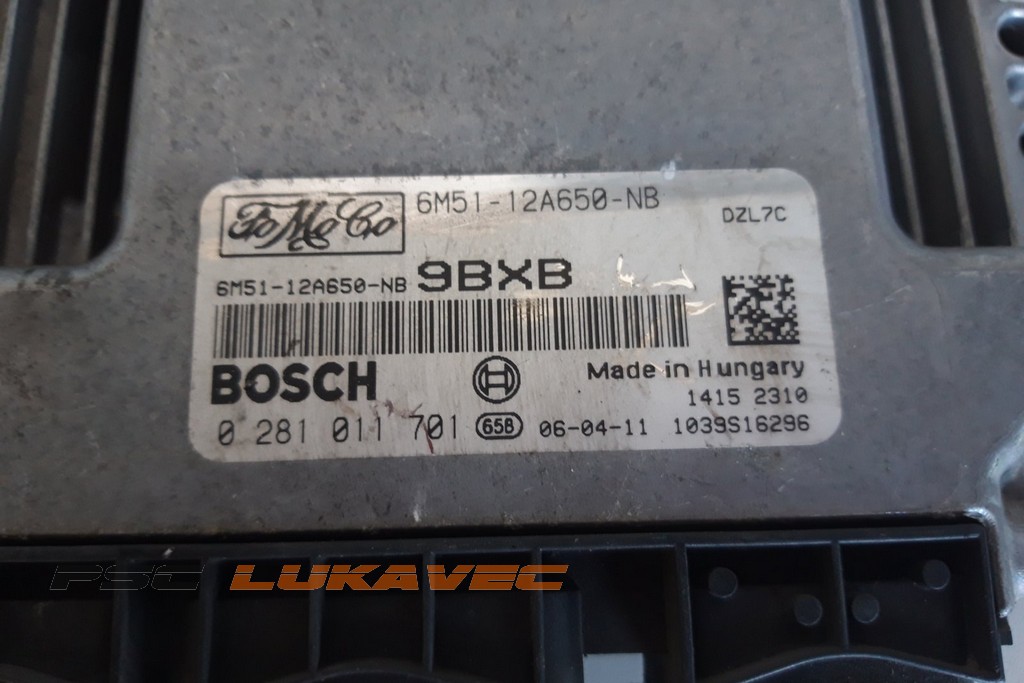 FoMoCo 6M51-12A650-NB DZL7C
6M51-12A650-NB 9BXB
BOSCH Made in Hungary
1415 2310
0 281 011 701 65B 06-04-11 1039S16296
PSC LUKAVEC